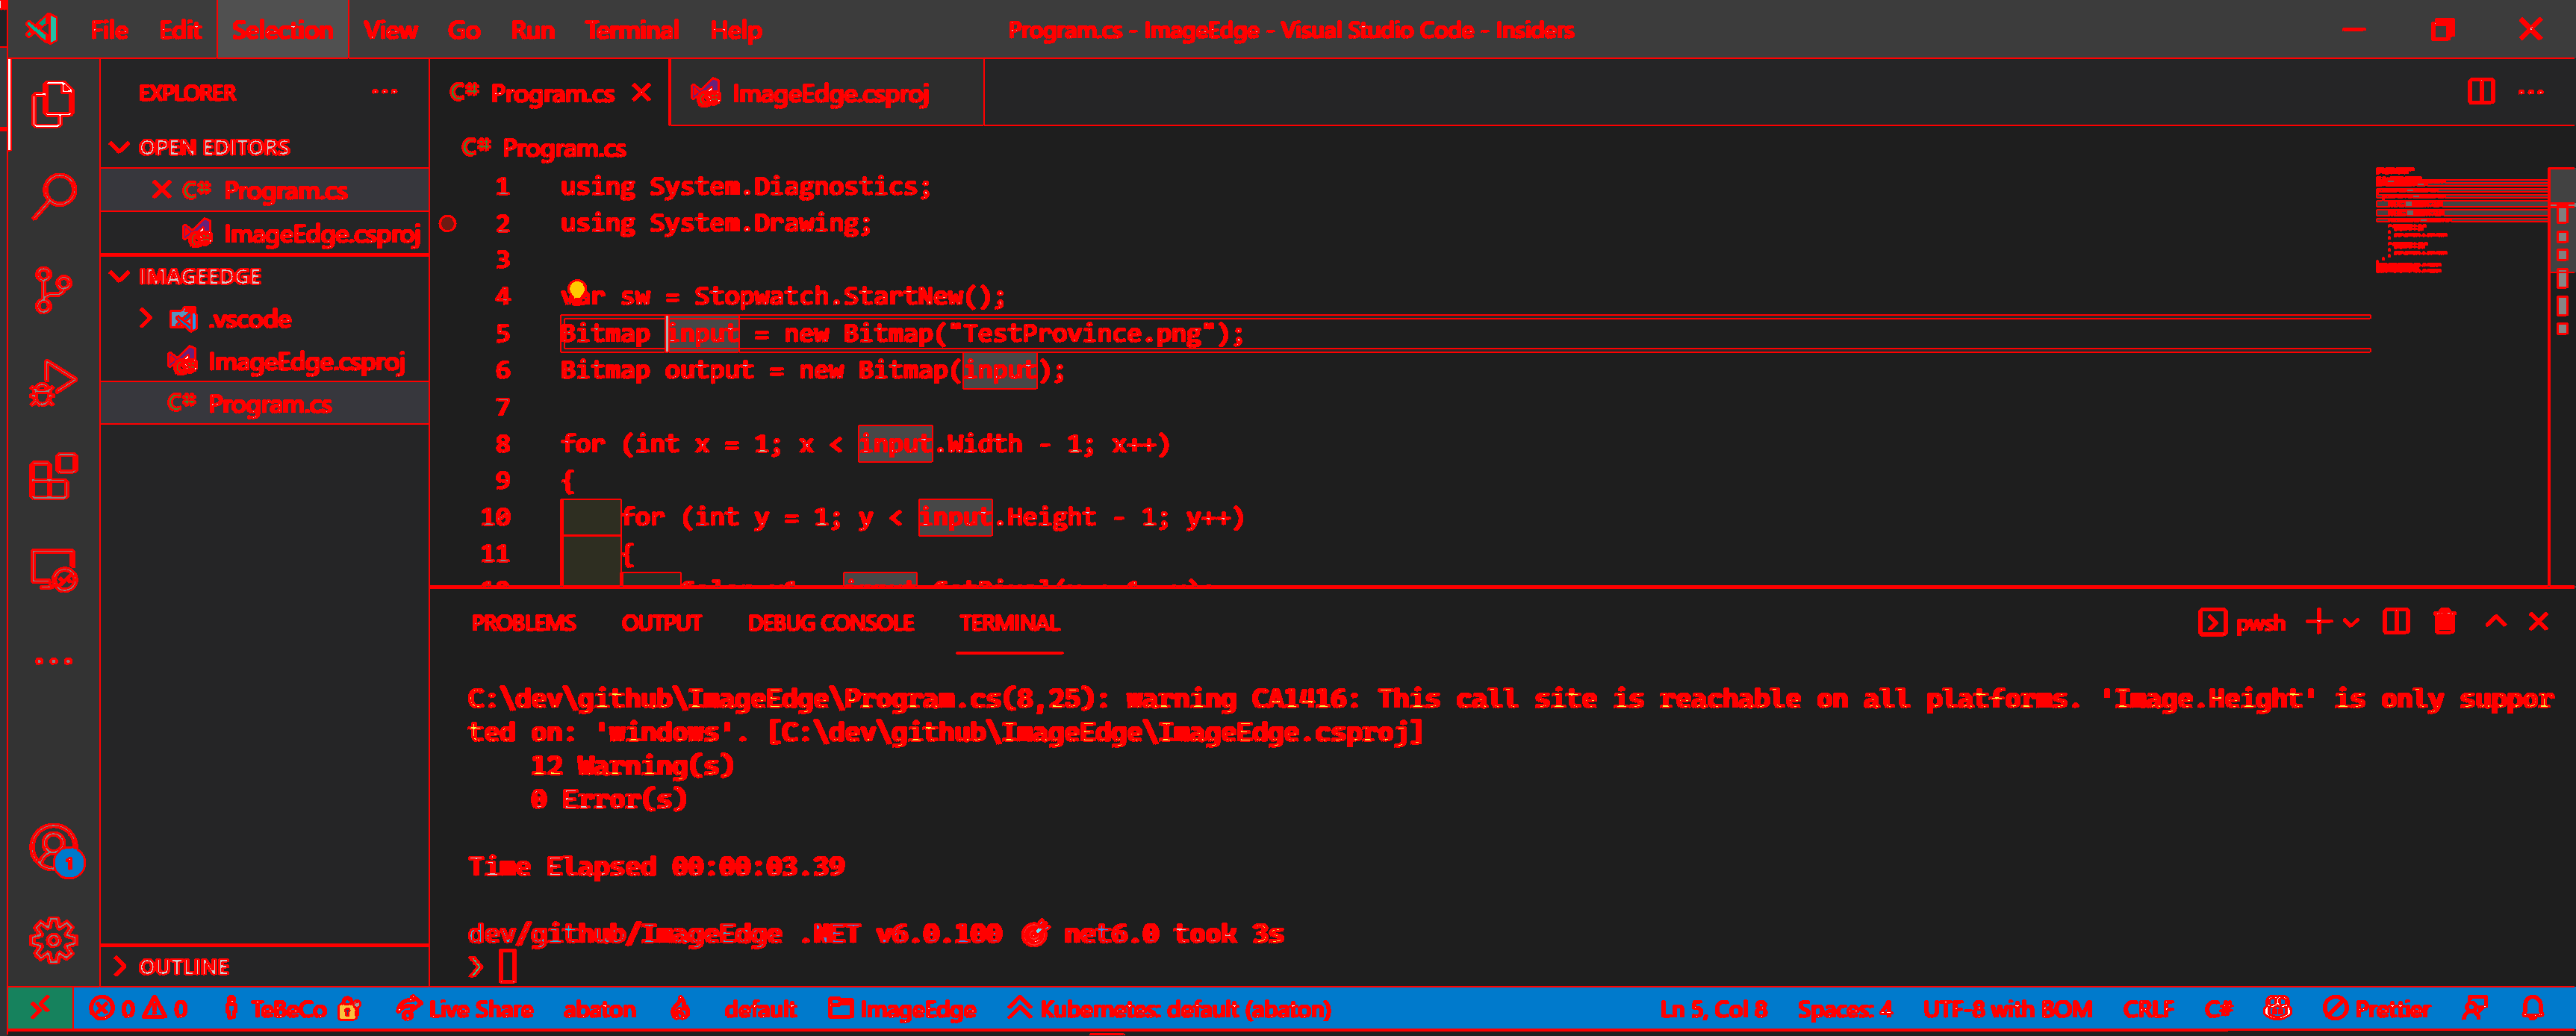 File Edit Selection View Go Run Terminal Help Program.cs - ImageEdge - Visual Studio Code - Insiders
EXPLORER
OPEN EDITORS
C# Program.cs
ImageEdge.csproj
IMAGEEDGE
.vscode
ImageEdge.csproj
C# Program.cs
OUTLINE
C# Program.cs ImageEdge.csproj
C# Program.cs
1 using System.Diagnostics;
2 using System.Drawing;
3
4 var sw = Stopwatch.StartNew();
5 Bitmap input = new Bitmap("TestProvince.png");
6 Bitmap output = new Bitmap(input);
7
8 for (int x = 1; x < input.Width - 1; x++)
9 {
10 for (int y = 1; y < input.Height - 1; y++)
11 {
PROBLEMS OUTPUT DEBUG CONSOLE TERMINAL pwsh
C:\dev\github\ImageEdge\Program.cs(8,25): warning CA1416: This call site is reachable on all platforms. 'Image.Height' is only suppor
ted on: 'windows'. [C:\dev\github\ImageEdge\ImageEdge.csproj]
12 Warning(s)
0 Error(s)
Time Elapsed 00:00:03.39
dev/github/ImageEdge .NET v6.0.100 🎯 net6.0 took 3s
❯
1
0 0 ToBeCo Live Share abaton default ImageEdge Kubernetes: default (abaton) Ln 5, Col 8 Spaces: 4 UTF-8 with BOM CRLF C# Prettier